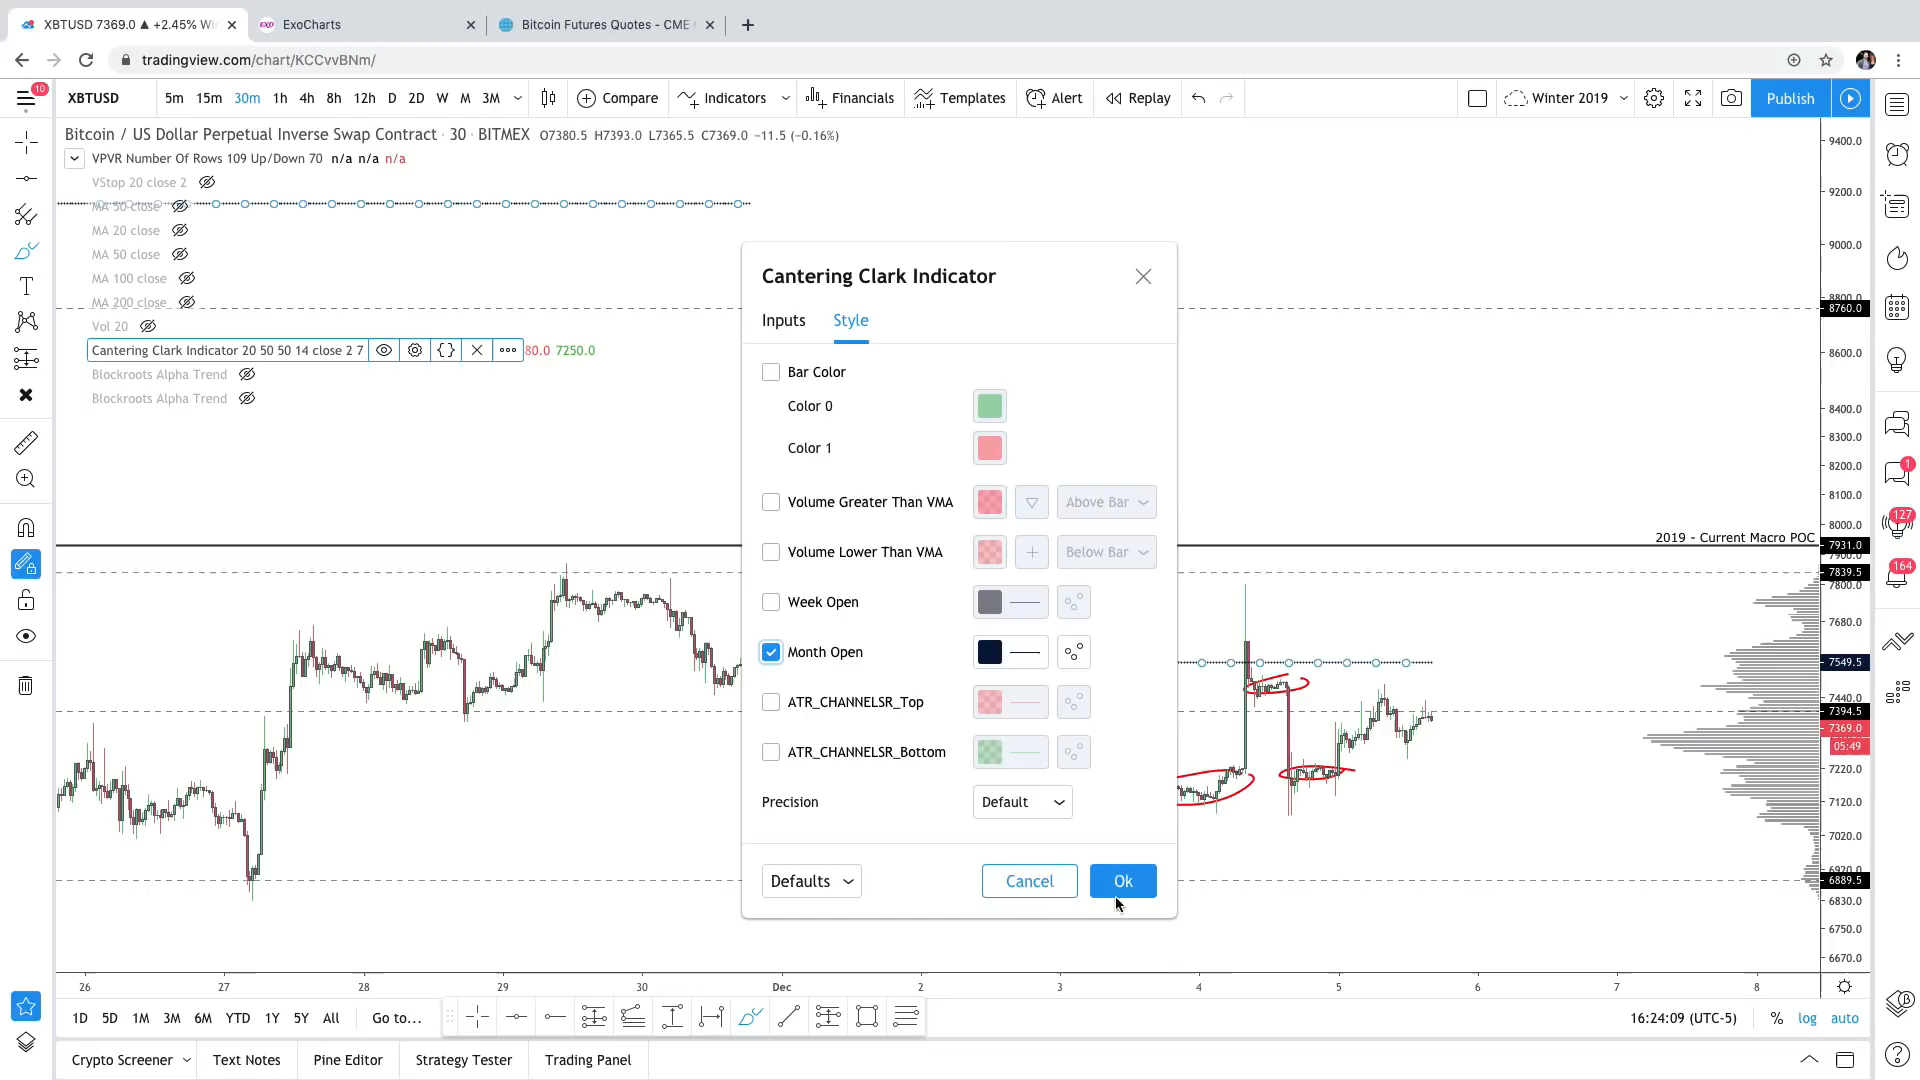 XBTUSD 7369.0 ▲ +2.45% Wi
ExoCharts
Bitcoin Futures Quotes - CME
tradingview.com/chart/KCCvvBNm/
10
XBTUSD
5m 15m 30m 1h 4h 8h 12h D 2D W M 3M
Compare
Indicators
Financials
Templates
Alert
Replay
Winter 2019
Publish
Bitcoin / US Dollar Perpetual Inverse Swap Contract · 30 · BITMEX O7380.5 H7393.0 L7365.5 C7369.0 −11.5 (−0.16%)
VPVR Number Of Rows 109 Up/Down 70 n/a n/a n/a
VStop 20 close 2
MA 50 close
MA 20 close
MA 50 close
MA 100 close
MA 200 close
Vol 20
Cantering Clark Indicator 20 50 50 14 close 2 7
80.0 7250.0
Blockroots Alpha Trend
Blockroots Alpha Trend
Cantering Clark Indicator
Inputs
Style
Bar Color
Color 0
Color 1
Volume Greater Than VMA
Above Bar
Volume Lower Than VMA
Below Bar
Week Open
Month Open
ATR_CHANNELSR_Top
ATR_CHANNELSR_Bottom
Precision
Default
Defaults
Cancel
Ok
2019 - Current Macro POC
9400.0
9200.0
9000.0
8800.0
8760.0
8600.0
8400.0
8300.0
8200.0
8100.0
8000.0
7931.0
7900.0
7839.5
7800.0
7680.0
7549.5
7440.0
7394.5
7369.0
05:49
7220.0
7120.0
7020.0
6920.0
6889.5
6830.0
6750.0
6670.0
1
127
164
26 27 28 29 30 Dec 2 3 4 5 6 7 8
1D 5D 1M 3M 6M YTD 1Y 5Y All
Go to...
16:24:09 (UTC-5)
%
log
auto
Crypto Screener
Text Notes
Pine Editor
Strategy Tester
Trading Panel